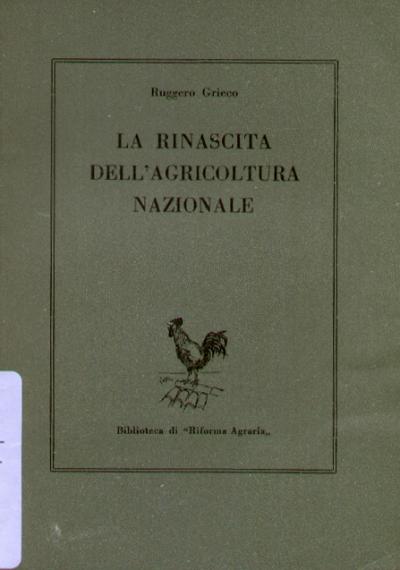 Ruggero Grieco
LA RINASCITA
DELL'AGRICOLTURA
NAZIONALE
Biblioteca di "Riforma Agraria„